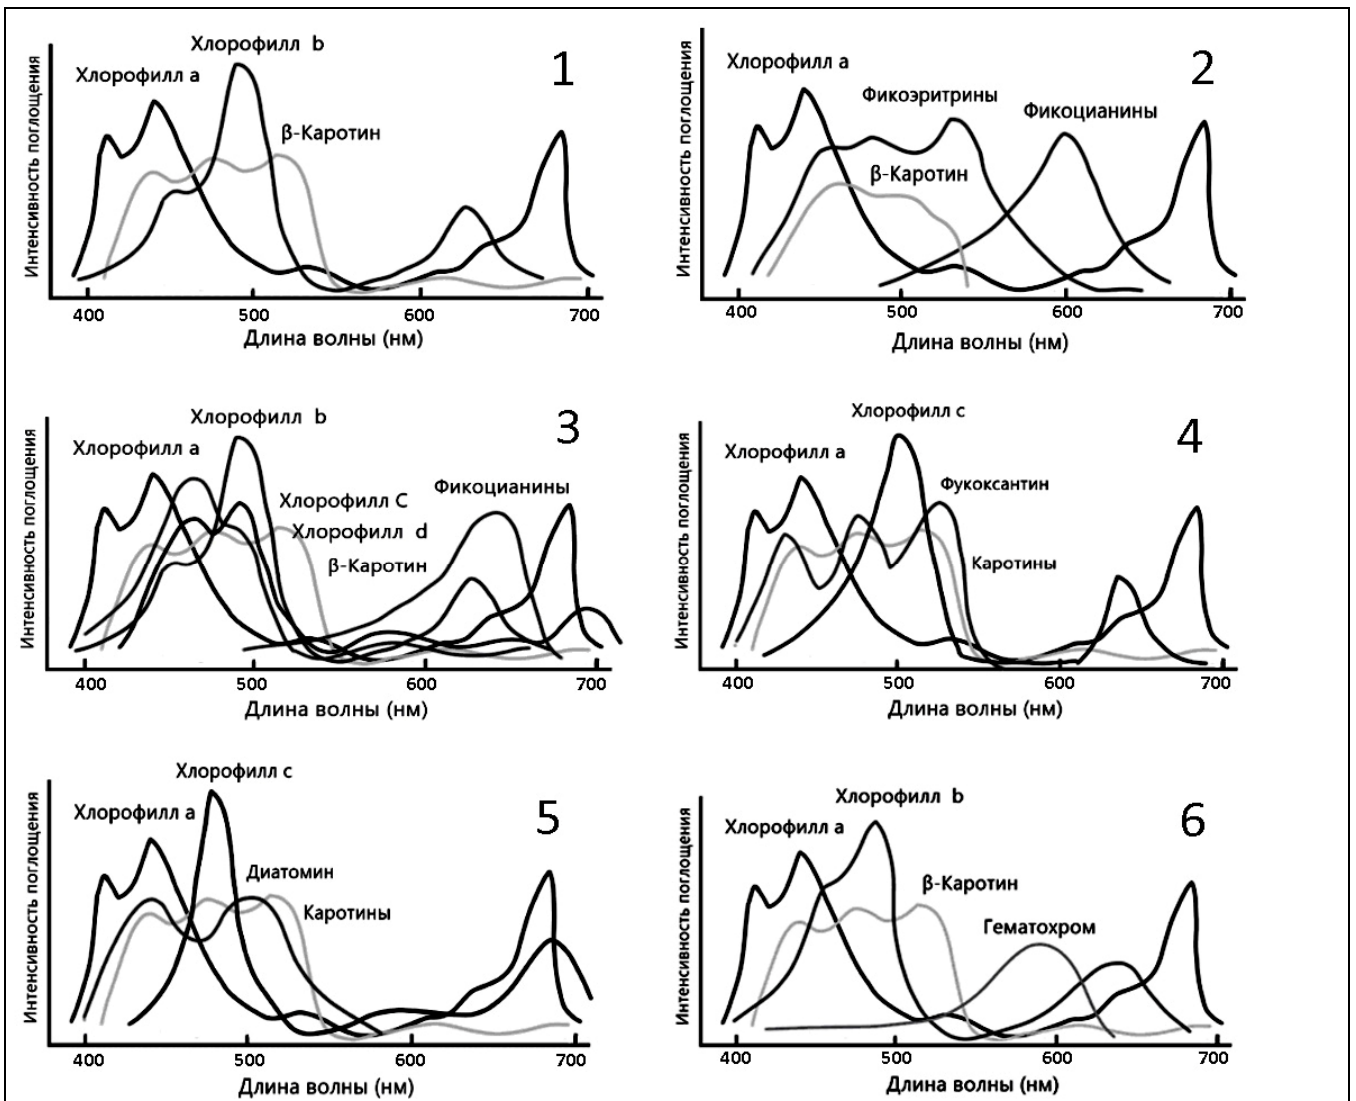 Интенсивность поглощения
Хлорофилл b
1
Хлорофилл a
β-Каротин
400 500 600 700
Длина волны (нм)
Интенсивность поглощения
2
Хлорофилл a
Фикоэритрины
Фикоцианины
β-Каротин
400 500 600 700
Длина волны (нм)
Интенсивность поглощения
Хлорофилл b
3
Хлорофилл a
Фикоцианины
Хлорофилл C
Хлорофилл d
β-Каротин
400 500 600 700
Длина волны (нм)
Интенсивность поглощения
Хлорофилл c
4
Хлорофилл a
Фукоксантин
Каротины
400 500 600 700
Длина волны (нм)
Интенсивность поглощения
Хлорофилл c
5
Хлорофилл a
Диатомин
Каротины
400 500 600 700
Длина волны (нм)
Интенсивность поглощения
Хлорофилл b
6
Хлорофилл a
β-Каротин
Гематохром
400 500 600 700
Длина волны (нм)